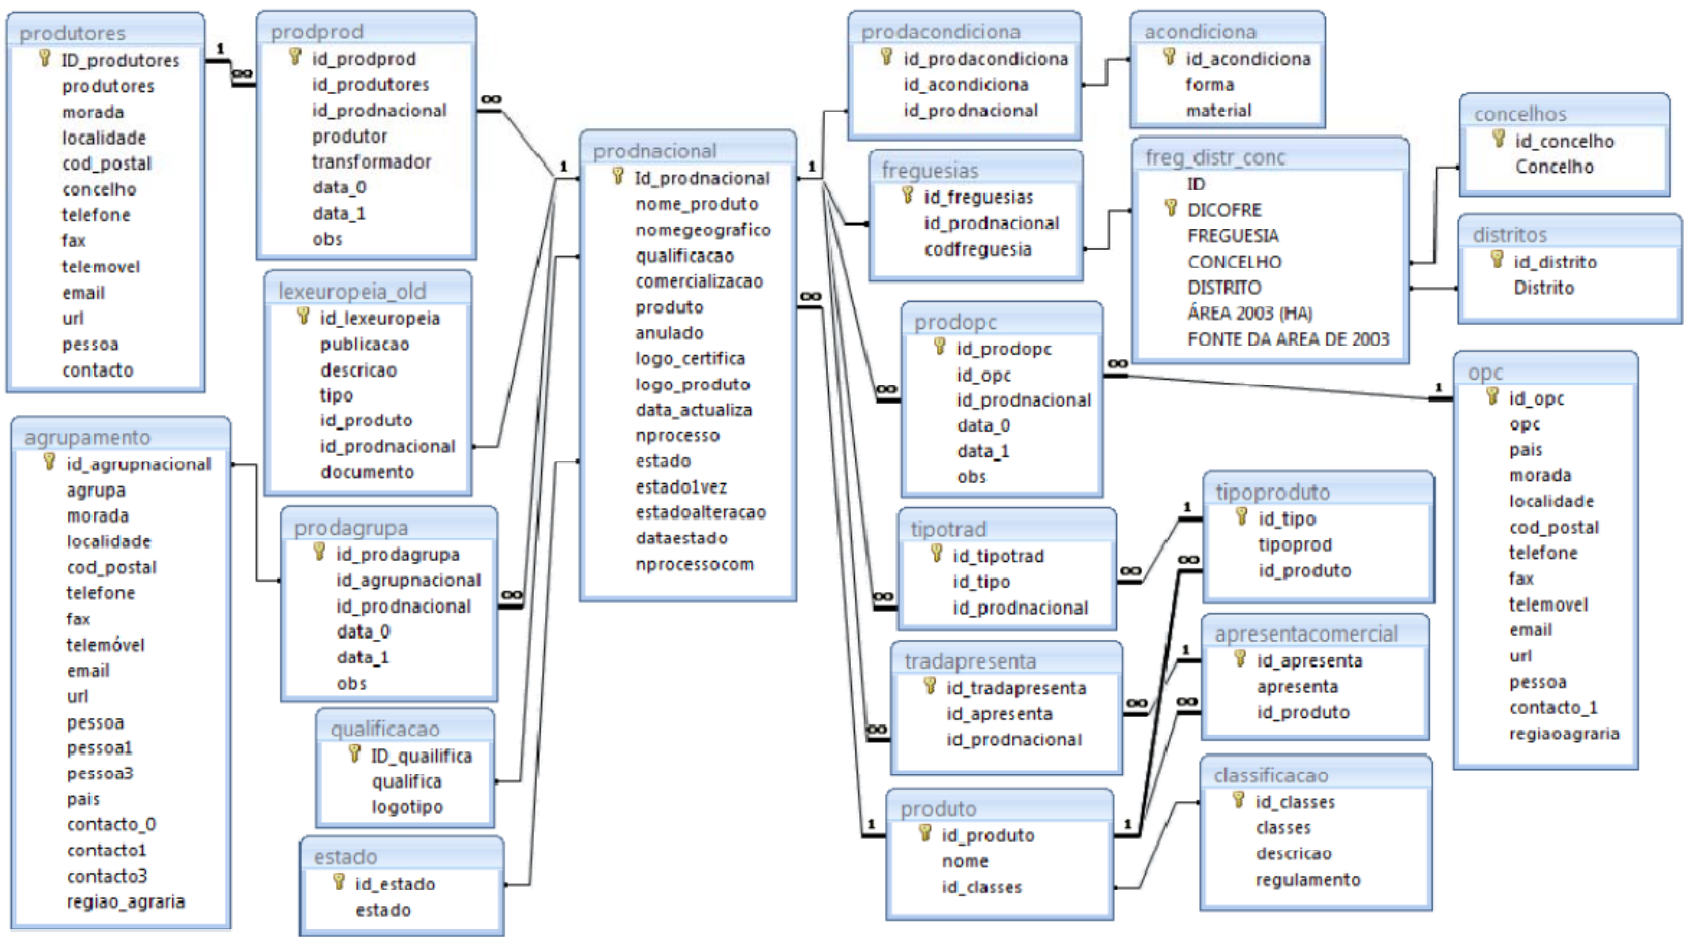 produtores
ID_produtores
produtores
morada
localidade
cod_postal
concelho
telefone
fax
telemovel
email
url
pessoa
contacto
1
∞
prodprod
id_prodprod
id_produtores
id_prodnacional
produtor
transformador
data_0
data_1
obs
∞
lexeuropeia_old
id_lexeuropeia
publicacao
descricao
tipo
id_produto
id_prodnacional
documento
agrupamento
id_agrupnacional
agrupa
morada
localidade
cod_postal
telefone
fax
telemóvel
email
url
pessoa
pessoa1
pessoa3
pais
contacto_0
contacto1
contacto3
regiao_agraria
prodagrupa
id_prodagrupa
id_agrupnacional
id_prodnacional
data_0
data_1
obs
∞
qualificacao
ID_quailifica
qualifica
logotipo
estado
id_estado
estado
1
prodnacional
Id_prodnacional
nome_produto
nomegeografico
qualificacao
comercializacao
produto
anulado
logo_certifica
logo_produto
data_actualiza
nprocesso
estado
estado1vez
estadoalteracao
dataestado
nprocessocom
1
∞
prodacondiciona
id_prodacondiciona
id_acondiciona
id_prodnacional
acondiciona
id_acondiciona
forma
material
freguesias
id_freguesias
id_prodnacional
codfreguesia
freg_distr_conc
ID
DICOFRE
FREGUESIA
CONCELHO
DISTRITO
ÁREA 2003 (HA)
FONTE DA AREA DE 2003
concelhos
id_concelho
Concelho
distritos
id_distrito
Distrito
prodopc
id_prodopc
id_opc
id_prodnacional
data_0
data_1
obs
∞
∞
1
opc
id_opc
opc
pais
morada
localidade
cod_postal
telefone
fax
telemovel
email
url
pessoa
contacto_1
regiaoagraria
tipotrad
id_tipotrad
id_tipo
id_prodnacional
∞
∞
1
∞
tipoproduto
id_tipo
tipoprod
id_produto
tradapresenta
id_tradapresenta
id_apresenta
id_prodnacional
∞
∞
1
∞
apresentacomercial
id_apresenta
apresenta
id_produto
produto
id_produto
nome
id_classes
1
1
classificacao
id_classes
classes
descricao
regulamento